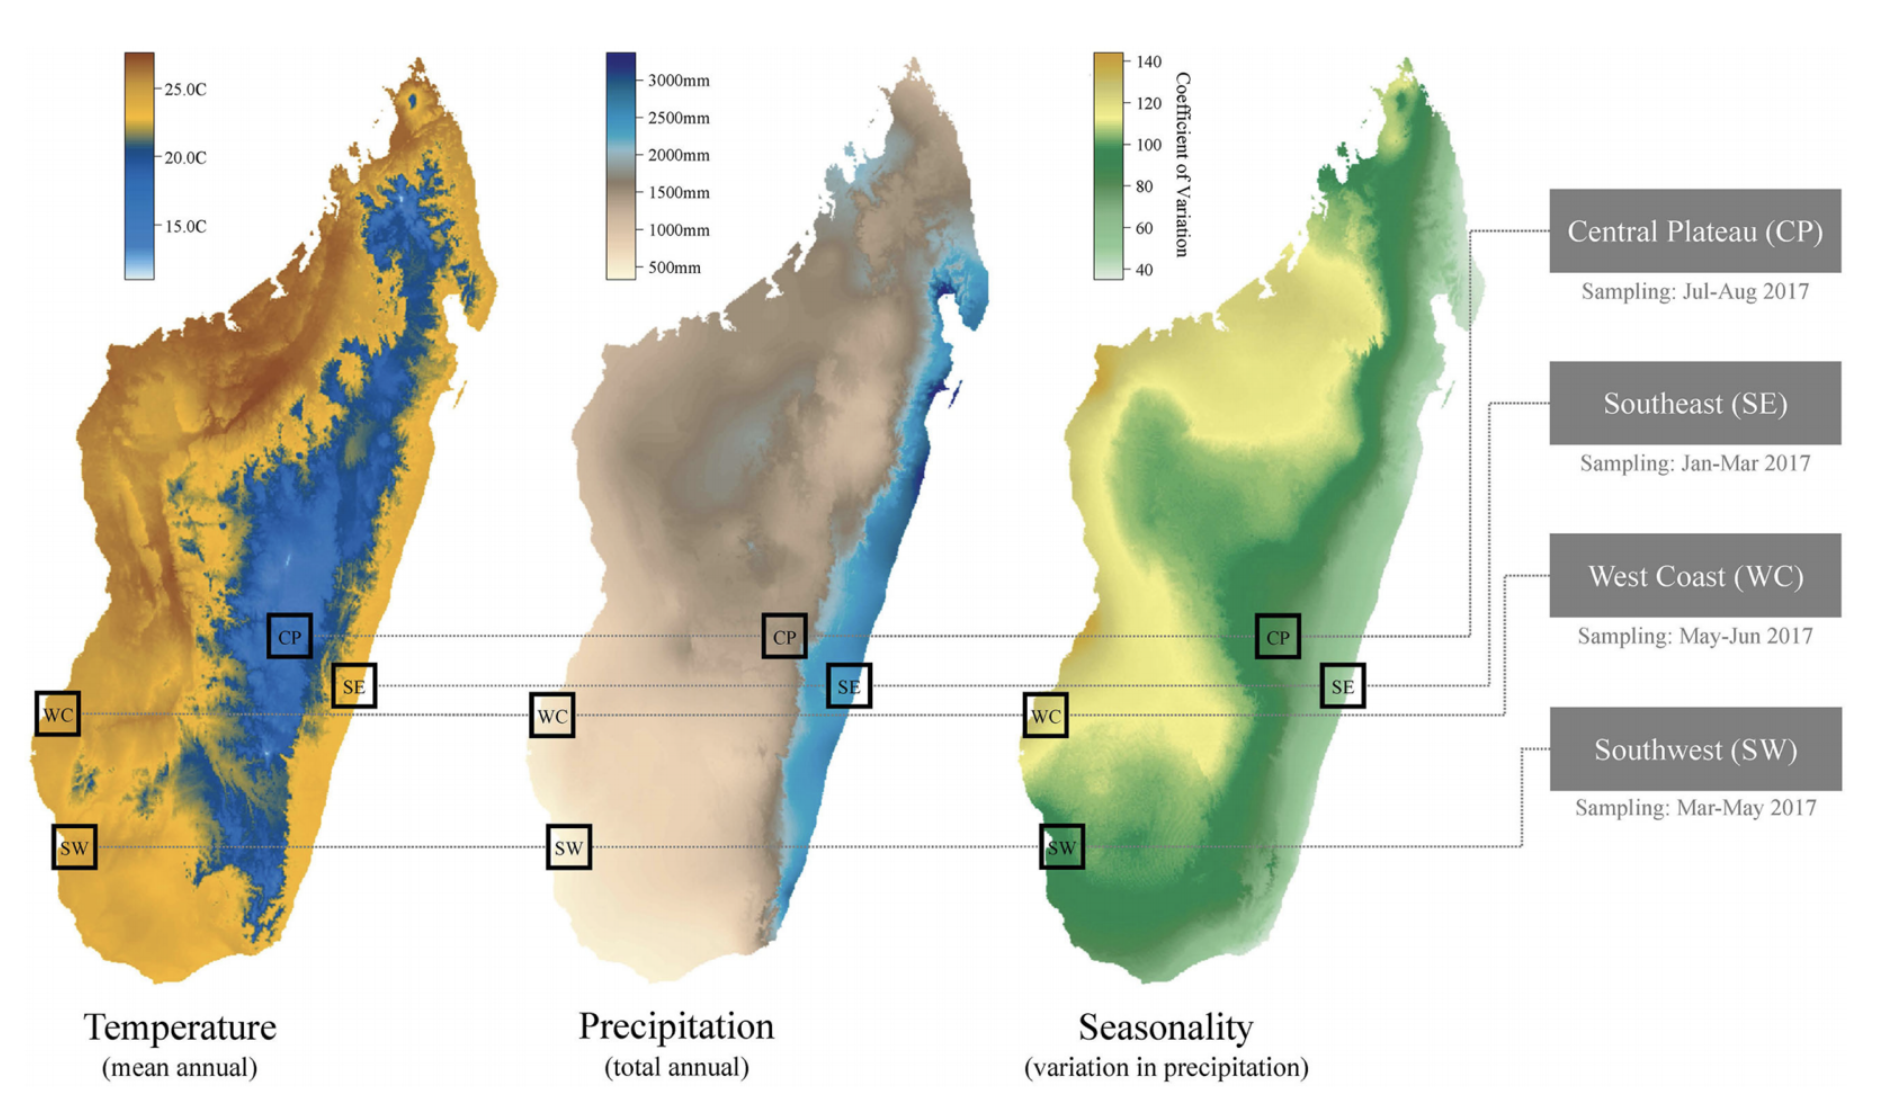 25.0C
20.0C
15.0C
3000mm
2500mm
2000mm
1500mm
1000mm
500mm
140
120
100
80
60
40
Coefficient of Variation
CP
SE
WC
SW
CP
SE
WC
SW
CP
SE
WC
SW
Central Plateau (CP)
Sampling: Jul-Aug 2017
Southeast (SE)
Sampling: Jan-Mar 2017
West Coast (WC)
Sampling: May-Jun 2017
Southwest (SW)
Sampling: Mar-May 2017
Temperature
(mean annual)
Precipitation
(total annual)
Seasonality
(variation in precipitation)